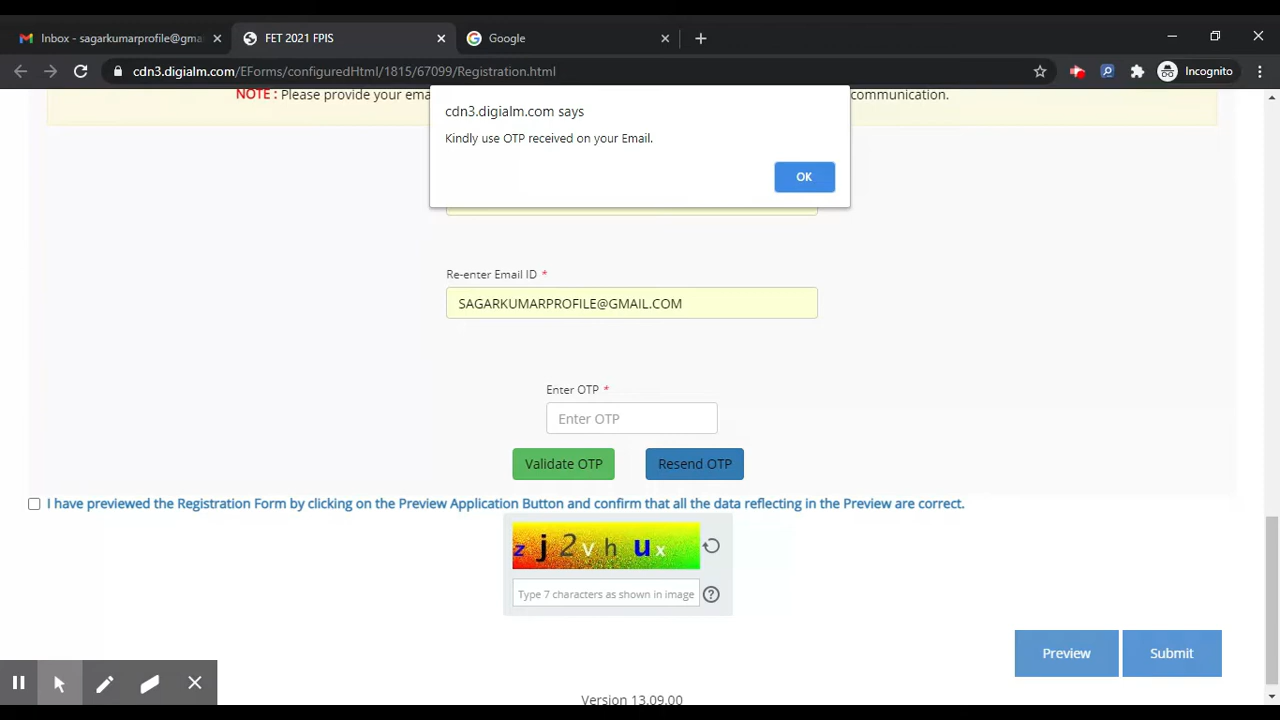 Inbox - sagarkumarprofile@gma
FET 2021 FPIS
Google
cdn3.digialm.com/EForms/configuredHtml/1815/67099/Registration.html
Incognito
NOTE : Please provide your ema
communication.
cdn3.digialm.com says
Kindly use OTP received on your Email.
OK
Re-enter Email ID *
SAGARKUMARPROFILE@GMAIL.COM
Enter OTP *
Enter OTP
Validate OTP
Resend OTP
I have previewed the Registration Form by clicking on the Preview Application Button and confirm that all the data reflecting in the Preview are correct.
z j 2 v h u x
Type 7 characters as shown in image
Preview
Submit
Version 13.09.00